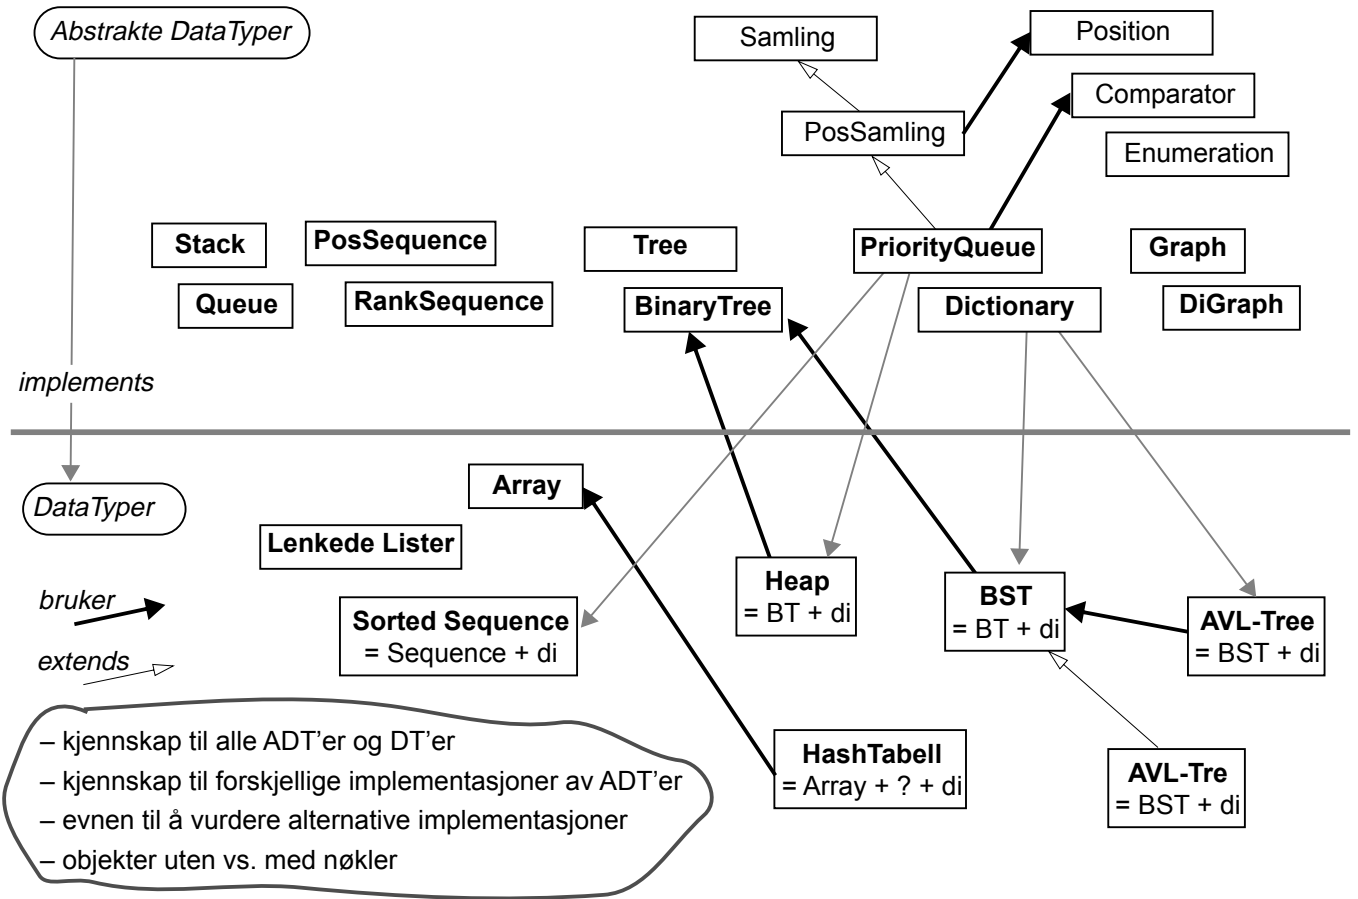 Abstrakte DataTyper
Samling
Position
Comparator
PosSamling
Enumeration
Stack
PosSequence
Tree
PriorityQueue
Graph
Queue
RankSequence
BinaryTree
Dictionary
DiGraph
implements
DataTyper
Array
Lenkede Lister
Heap
= BT + di
BST
= BT + di
AVL-Tree
= BST + di
bruker
Sorted Sequence
= Sequence + di
extends
– kjennskap til alle ADT’er og DT’er
– kjennskap til forskjellige implementasjoner av ADT’er
– evnen til å vurdere alternative implementasjoner
– objekter uten vs. med nøkler
HashTabell
= Array + ? + di
AVL-Tre
= BST + di